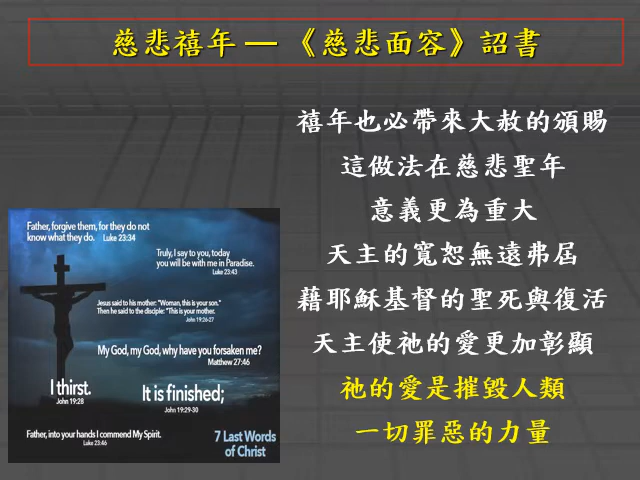 慈悲禧年 — 《慈悲面容》詔書
禧年也必帶來大赦的頒賜
這做法在慈悲聖年
意義更為重大
天主的寬恕無遠弗屆
藉耶穌基督的聖死與復活
天主使祂的愛更加彰顯
祂的愛是摧毀人類
一切罪惡的力量
Father, forgive them, for they do not
know what they do. Luke 23:34
Truly, I say to you, today
you will be with me in Paradise.
Luke 23:43
Jesus said to his mother: "Woman, this is your son."
Then he said to the disciple: "This is your mother.
John 19:26-27
My God, my God, why have you forsaken me?
Matthew 27:46
I thirst.
John 19:28
It is finished;
John 19:29-30
Father, into your hands I commend My Spirit.
Luke 23:46
7 Last Words
of Christ